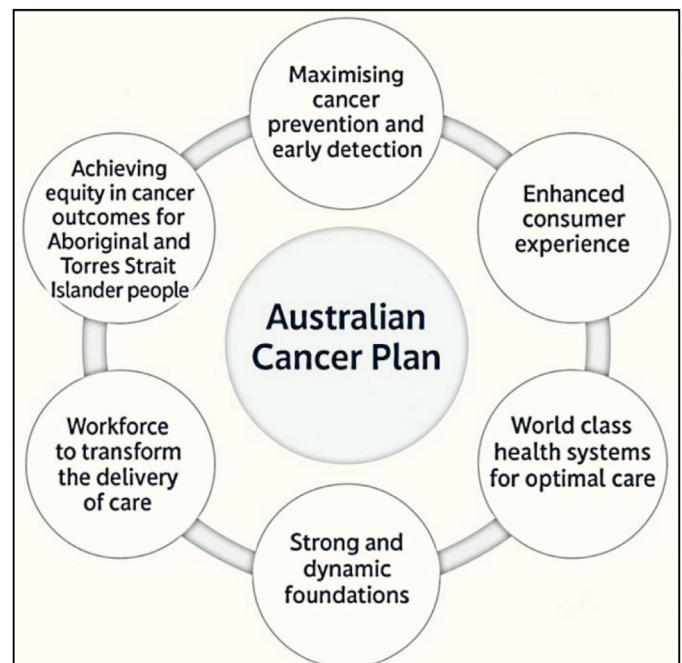 Maximising
cancer
prevention and
early detection
Enhanced
consumer
experience
World class
health systems
for optimal care
Strong and
dynamic
foundations
Workforce
to transform
the delivery
of care
Achieving
equity in cancer
outcomes for
Aboriginal and
Torres Strait
Islander people
Australian
Cancer Plan